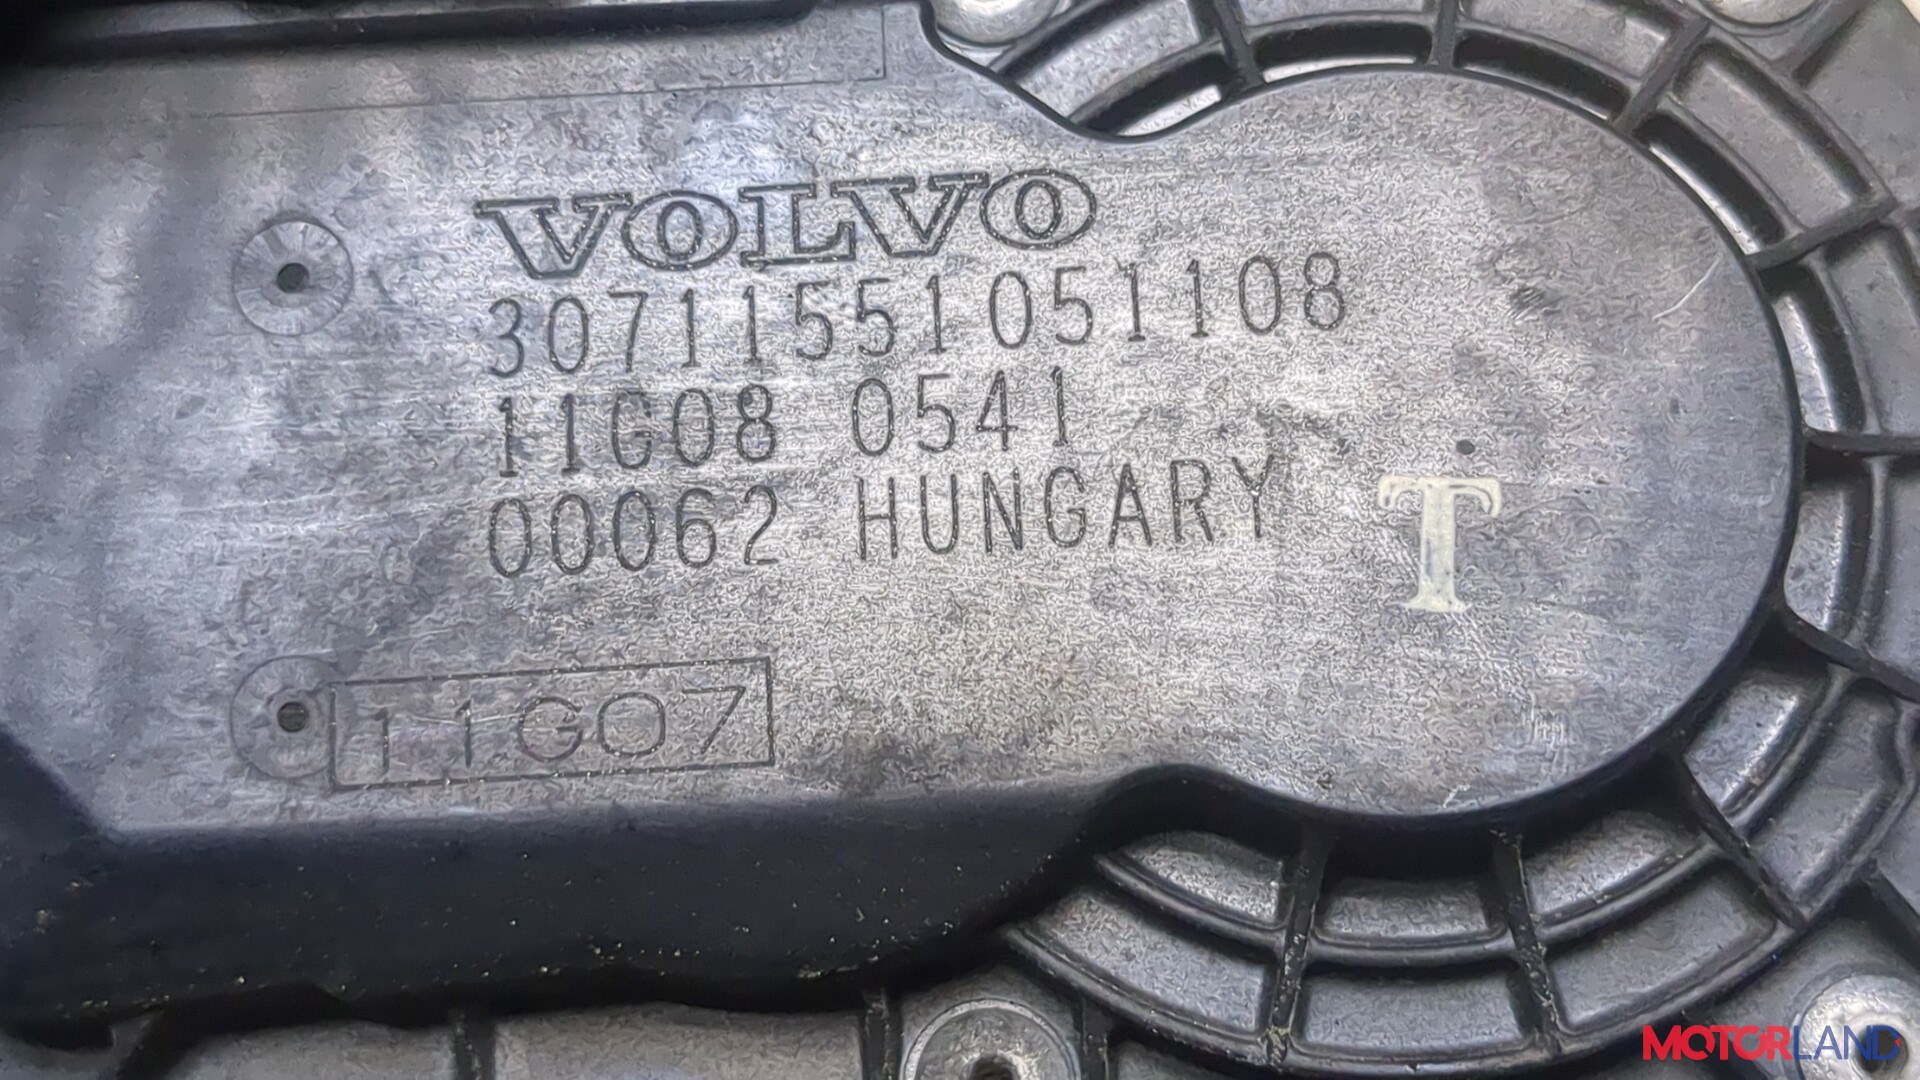 VOLVO
30711551051108
11G08 0541
00062 HUNGARY
T
11G07
MOTORLAND